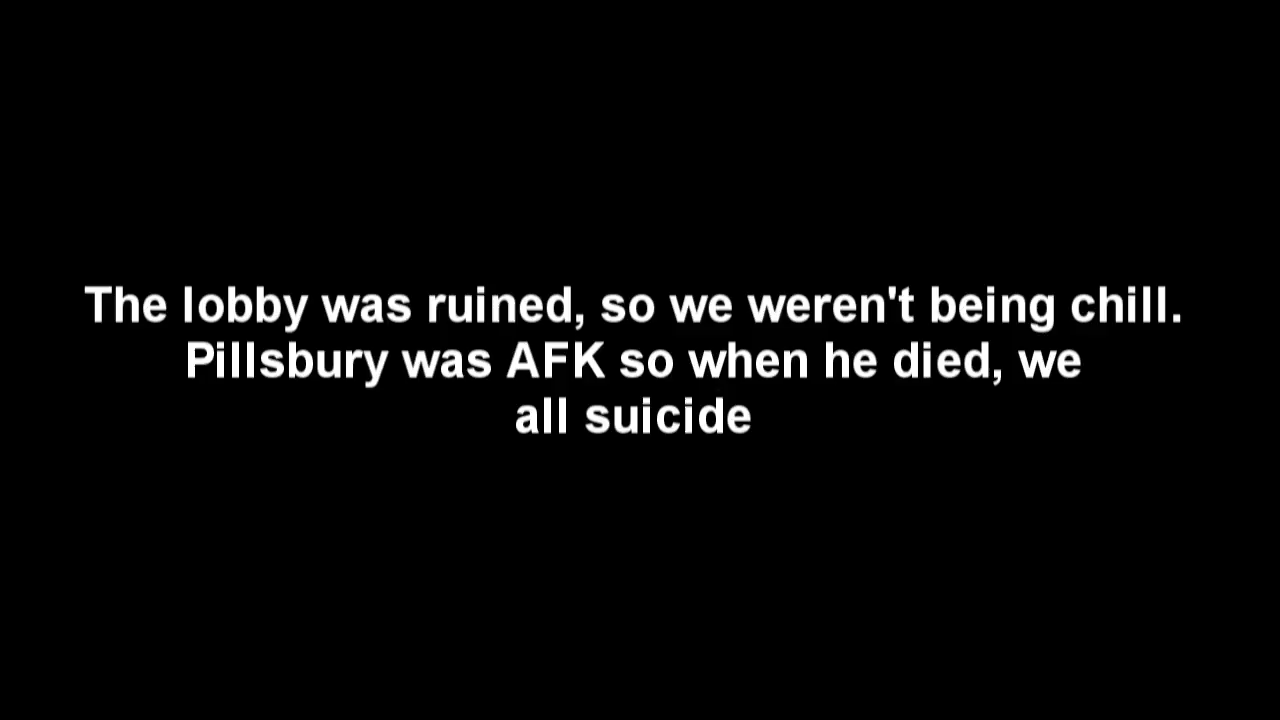 The lobby was ruined, so we weren't being chill.
Pillsbury was AFK so when he died, we
all suicide